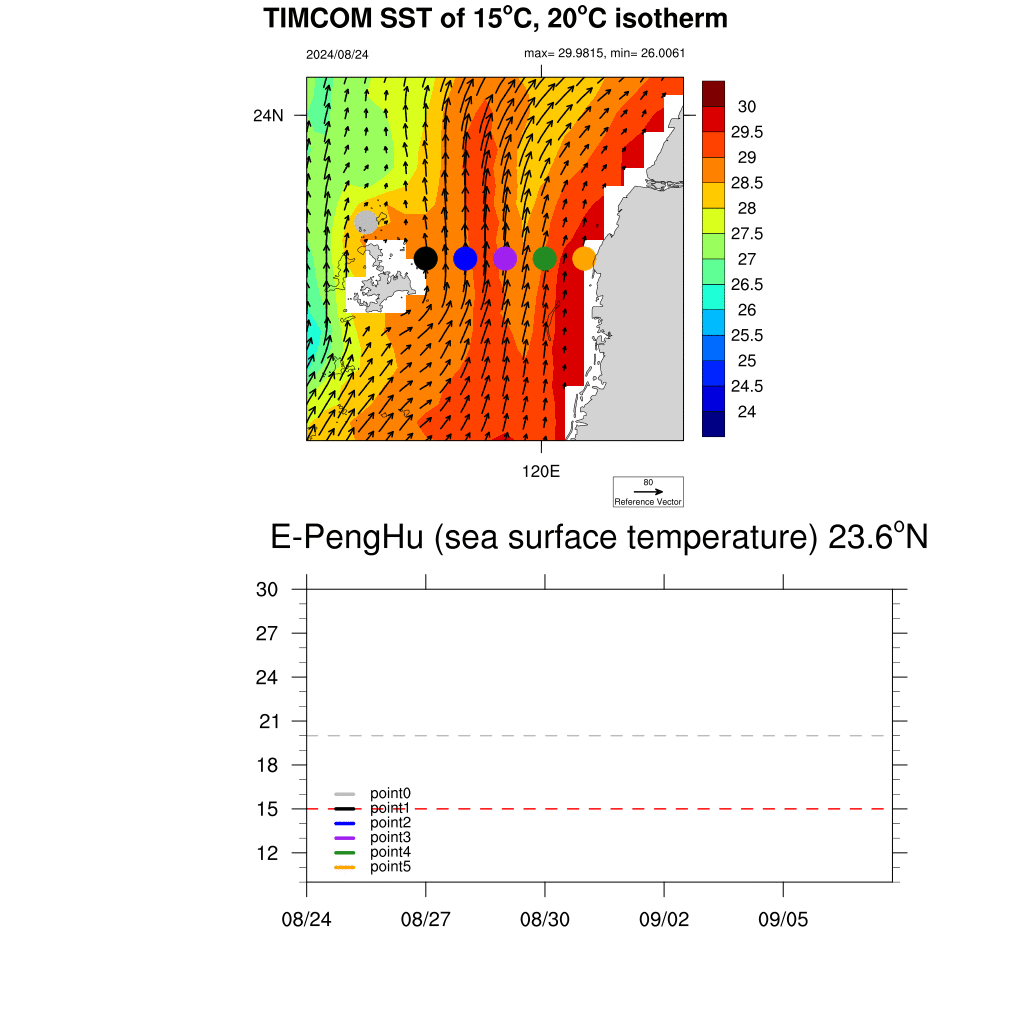 TIMCOM SST of 15°C, 20°C isotherm
2024/08/24
max= 29.9815, min= 26.0061
24N
120E
30
29.5
29
28.5
28
27.5
27
26.5
26
25.5
25
24.5
24
80
Reference Vector
E-PengHu (sea surface temperature) 23.6°N
30
27
24
21
18
15
12
point0
point1
point2
point3
point4
point5
08/24
08/27
08/30
09/02
09/05